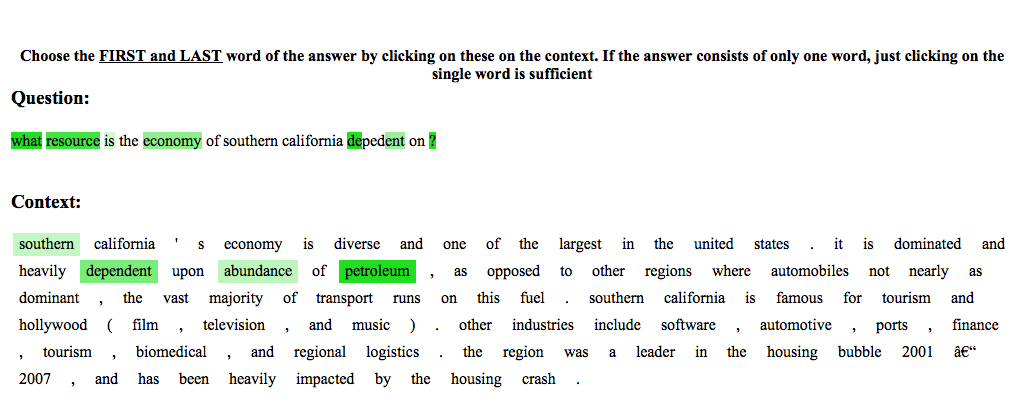 Choose the FIRST and LAST word of the answer by clicking on these on the context. If the answer consists of only one word, just clicking on the
single word is sufficient
Question:
what resource is the economy of southern california depedent on ?
Context:
southern california ' s economy is diverse and one of the largest in the united states . it is dominated and
heavily dependent upon abundance of petroleum , as opposed to other regions where automobiles not nearly as
dominant , the vast majority of transport runs on this fuel . southern california is famous for tourism and
hollywood ( film , television , and music ) . other industries include software , automotive , ports , finance
, tourism , biomedical , and regional logistics . the region was a leader in the housing bubble 2001 â€“
2007 , and has been heavily impacted by the housing crash .